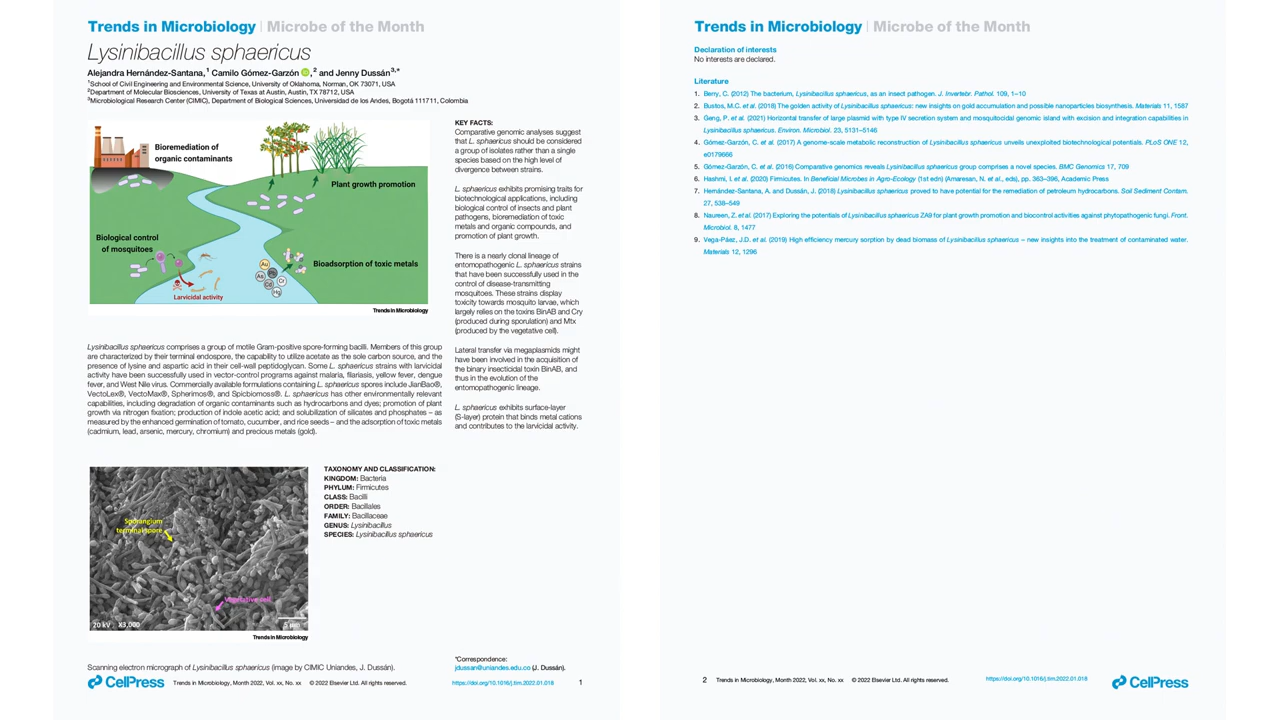 Trends in Microbiology | Microbe of the Month
Lysinibacillus sphaericus
Alejandra Hernández-Santana,1 Camilo Gómez-Garzón ,2 and Jenny Dussán3,*
1School of Civil Engineering and Environmental Science, University of Oklahoma, Norman, OK 73071, USA
2Department of Molecular Biosciences, University of Texas at Austin, Austin, TX 78712, USA
3Microbiological Research Center (CIMIC), Department of Biological Sciences, Universidad de los Andes, Bogotá 111711, Colombia
Bioremediation of
organic contaminants
Plant growth promotion
Biological control
of mosquitoes
Bioadsorption of toxic metals
Au
As
Pb
Cd
Cr
Hg
Larvicidal activity
Trends in Microbiology
KEY FACTS:
Comparative genomic analyses suggest
that L. sphaericus should be considered
a group of isolates rather than a single
species based on the high level of
divergence between strains.
L. sphaericus exhibits promising traits for
biotechnological applications, including
biological control of insects and plant
pathogens, bioremediation of toxic
metals and organic compounds, and
promotion of plant growth.
There is a nearly clonal lineage of
entomopathogenic L. sphaericus strains
that have been successfully used in the
control of disease-transmitting
mosquitoes. These strains display
toxicity towards mosquito larvae, which
largely relies on the toxins BinAB and Cry
(produced during sporulation) and Mtx
(produced by the vegetative cell).
Lateral transfer via megaplasmids might
have been involved in the acquisition of
the binary insecticidal toxin BinAB, and
thus in the evolution of the
entomopathogenic lineage.
L. sphaericus exhibits surface-layer
(S-layer) protein that binds metal cations
and contributes to the larvicidal activity.
Lysinibacillus sphaericus comprises a group of motile Gram-positive spore-forming bacilli. Members of this group
are characterized by their terminal endospore, the capability to utilize acetate as the sole carbon source, and the
presence of lysine and aspartic acid in their cell-wall peptidoglycan. Some L. sphaericus strains with larvicidal
activity have been successfully used in vector-control programs against malaria, filariasis, yellow fever, dengue
fever, and West Nile virus. Commercially available formulations containing L. sphaericus spores include JianBao®,
VectoLex®, VectoMax®, Spherimos®, and Spicbiomoss®. L. sphaericus has other environmentally relevant
capabilities, including degradation of organic contaminants such as hydrocarbons and dyes; promotion of plant
growth via nitrogen fixation; production of indole acetic acid; and solubilization of silicates and phosphates – as
measured by the enhanced germination of tomato, cucumber, and rice seeds – and the adsorption of toxic metals
(cadmium, lead, arsenic, mercury, chromium) and precious metals (gold).
Sporangium
terminal spore
Vegetative cell
20 kV X3,000
5 µm
Trends in Microbiology
TAXONOMY AND CLASSIFICATION:
KINGDOM: Bacteria
PHYLUM: Firmicutes
CLASS: Bacilli
ORDER: Bacillales
FAMILY: Bacillaceae
GENUS: Lysinibacillus
SPECIES: Lysinibacillus sphaericus
Scanning electron micrograph of Lysinibacillus sphaericus (image by CIMIC Uniandes, J. Dussán).
*Correspondence:
jdussan@uniandes.edu.co (J. Dussán).
CellPress
Trends in Microbiology, Month 2022, Vol. xx, No. xx © 2022 Elsevier Ltd. All rights reserved.
https://doi.org/10.1016/j.tim.2022.01.018
1
Trends in Microbiology | Microbe of the Month
Declaration of interests
No interests are declared.
Literature
1. Berry, C. (2012) The bacterium, Lysinibacillus sphaericus, as an insect pathogen. J. Invertebr. Pathol. 109, 1–10
2. Bustos, M.C. et al. (2018) The golden activity of Lysinibacillus sphaericus: new insights on gold accumulation and possible nanoparticles biosynthesis. Materials 11, 1587
3. Geng, P. et al. (2021) Horizontal transfer of large plasmid with type IV secretion system and mosquitocidal genomic island with excision and integration capabilities in
Lysinibacillus sphaericus. Environ. Microbiol. 23, 5131–5146
4. Gómez-Garzón, C. et al. (2017) A genome-scale metabolic reconstruction of Lysinibacillus sphaericus unveils unexploited biotechnological potentials. PLoS ONE 12,
e0179666
5. Gómez-Garzón, C. et al. (2016) Comparative genomics reveals Lysinibacillus sphaericus group comprises a novel species. BMC Genomics 17, 709
6. Hashmi, I. et al. (2020) Firmicutes. In Beneficial Microbes in Agro-Ecology (1st edn) (Amaresan, N. et al., eds), pp. 363–396, Academic Press
7. Hernández-Santana, A. and Dussán, J. (2018) Lysinibacillus sphaericus proved to have potential for the remediation of petroleum hydrocarbons. Soil Sediment Contam.
27, 538–549
8. Naureen, Z. et al. (2017) Exploring the potentials of Lysinibacillus sphaericus ZA9 for plant growth promotion and biocontrol activities against phytopathogenic fungi. Front.
Microbiol. 8, 1477
9. Vega-Páez, J.D. et al. (2019) High efficiency mercury sorption by dead biomass of Lysinibacillus sphaericus – new insights into the treatment of contaminated water.
Materials 12, 1296
2 Trends in Microbiology, Month 2022, Vol. xx, No. xx © 2022 Elsevier Ltd. All rights reserved.
https://doi.org/10.1016/j.tim.2022.01.018
CellPress